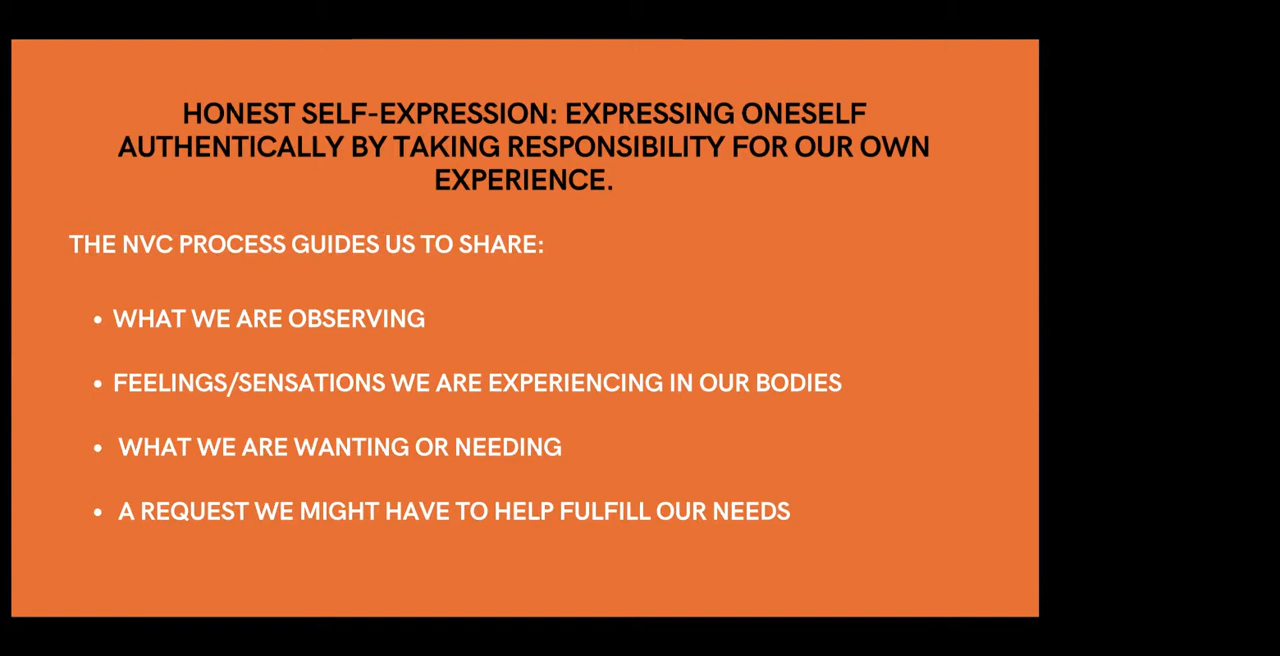 HONEST SELF-EXPRESSION: EXPRESSING ONESELF
AUTHENTICALLY BY TAKING RESPONSIBILITY FOR OUR OWN
EXPERIENCE.
THE NVC PROCESS GUIDES US TO SHARE:
• WHAT WE ARE OBSERVING
• FEELINGS/SENSATIONS WE ARE EXPERIENCING IN OUR BODIES
• WHAT WE ARE WANTING OR NEEDING
• A REQUEST WE MIGHT HAVE TO HELP FULFILL OUR NEEDS